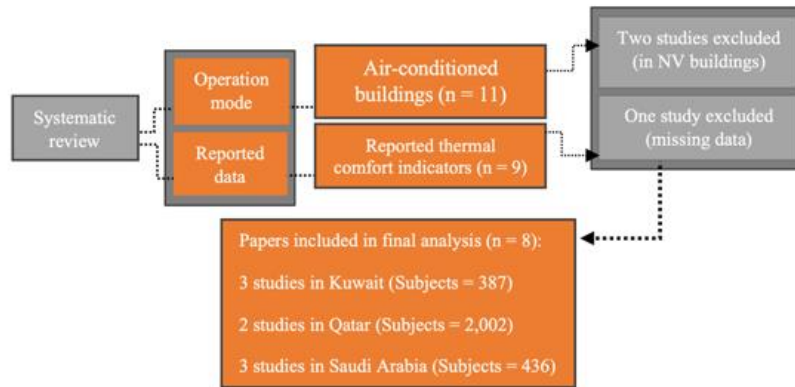 Systematic
review
Operation
mode
Reported
data
Air-conditioned
buildings (n = 11)
Reported thermal
comfort indicators (n = 9)
Two studies excluded
(in NV buildings)
One study excluded
(missing data)
Papers included in final analysis (n = 8):
3 studies in Kuwait (Subjects = 387)
2 studies in Qatar (Subjects = 2,002)
3 studies in Saudi Arabia (Subjects = 436)